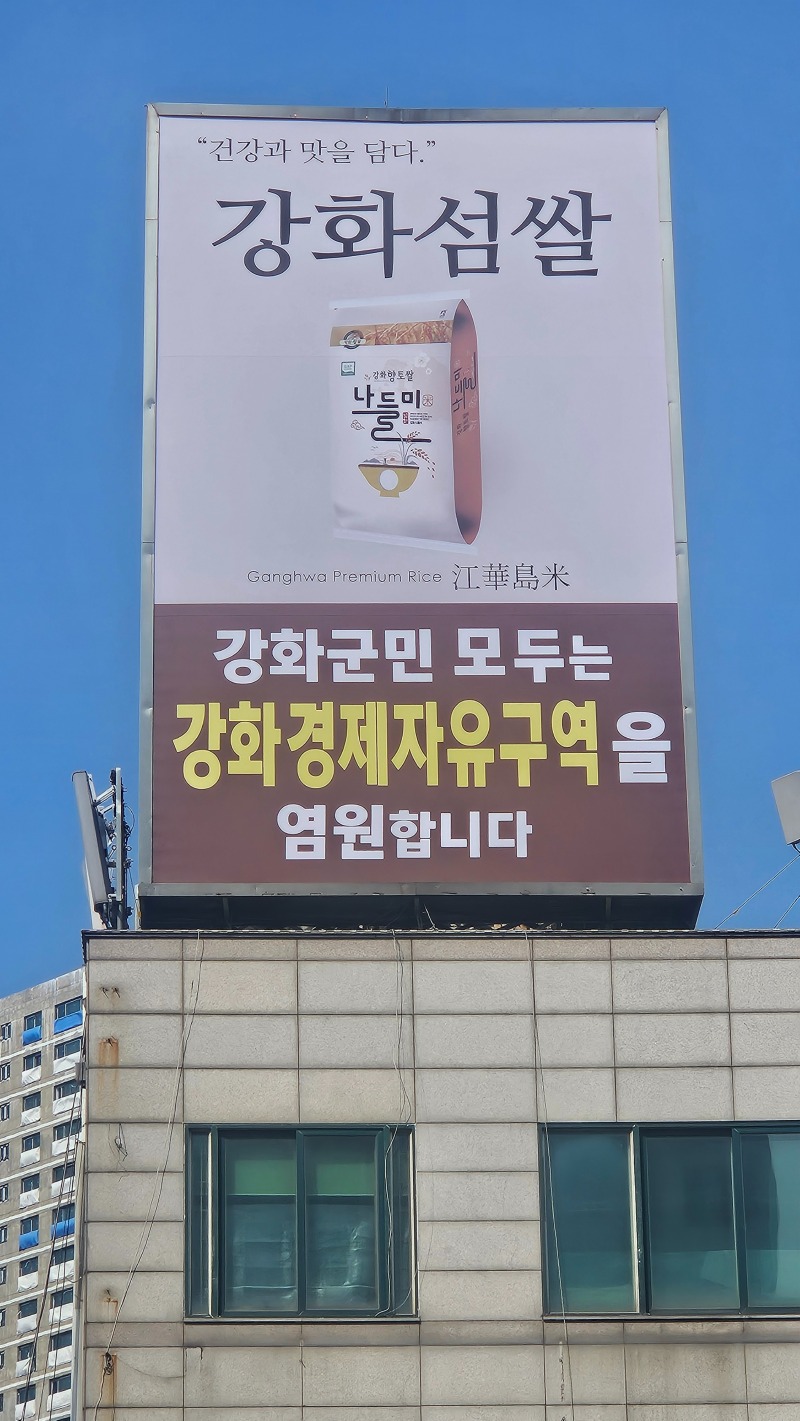 “건강과 맛을 담다.”
강화섬쌀
강화향토쌀
나들미
米
Ganghwa Premium Rice 江華島米
강화군민 모두는
강화경제자유구역을
염원합니다